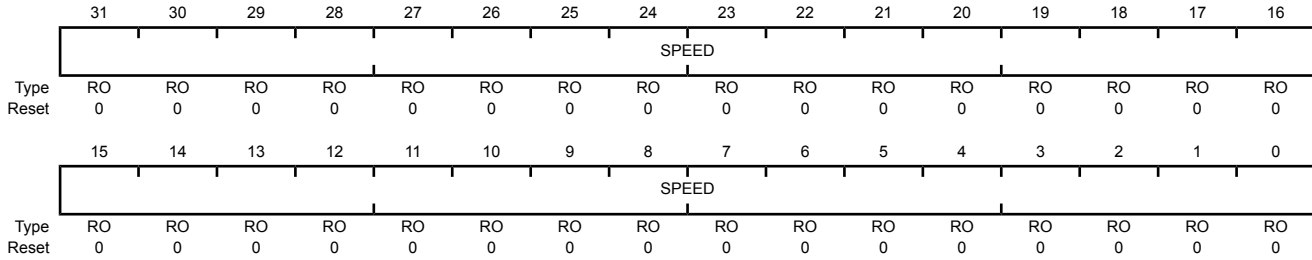 31 30 29 28 27 26 25 24 23 22 21 20 19 18 17 16
SPEED
Type RO RO RO RO RO RO RO RO RO RO RO RO RO RO RO RO
Reset 0 0 0 0 0 0 0 0 0 0 0 0 0 0 0 0
15 14 13 12 11 10 9 8 7 6 5 4 3 2 1 0
SPEED
Type RO RO RO RO RO RO RO RO RO RO RO RO RO RO RO RO
Reset 0 0 0 0 0 0 0 0 0 0 0 0 0 0 0 0